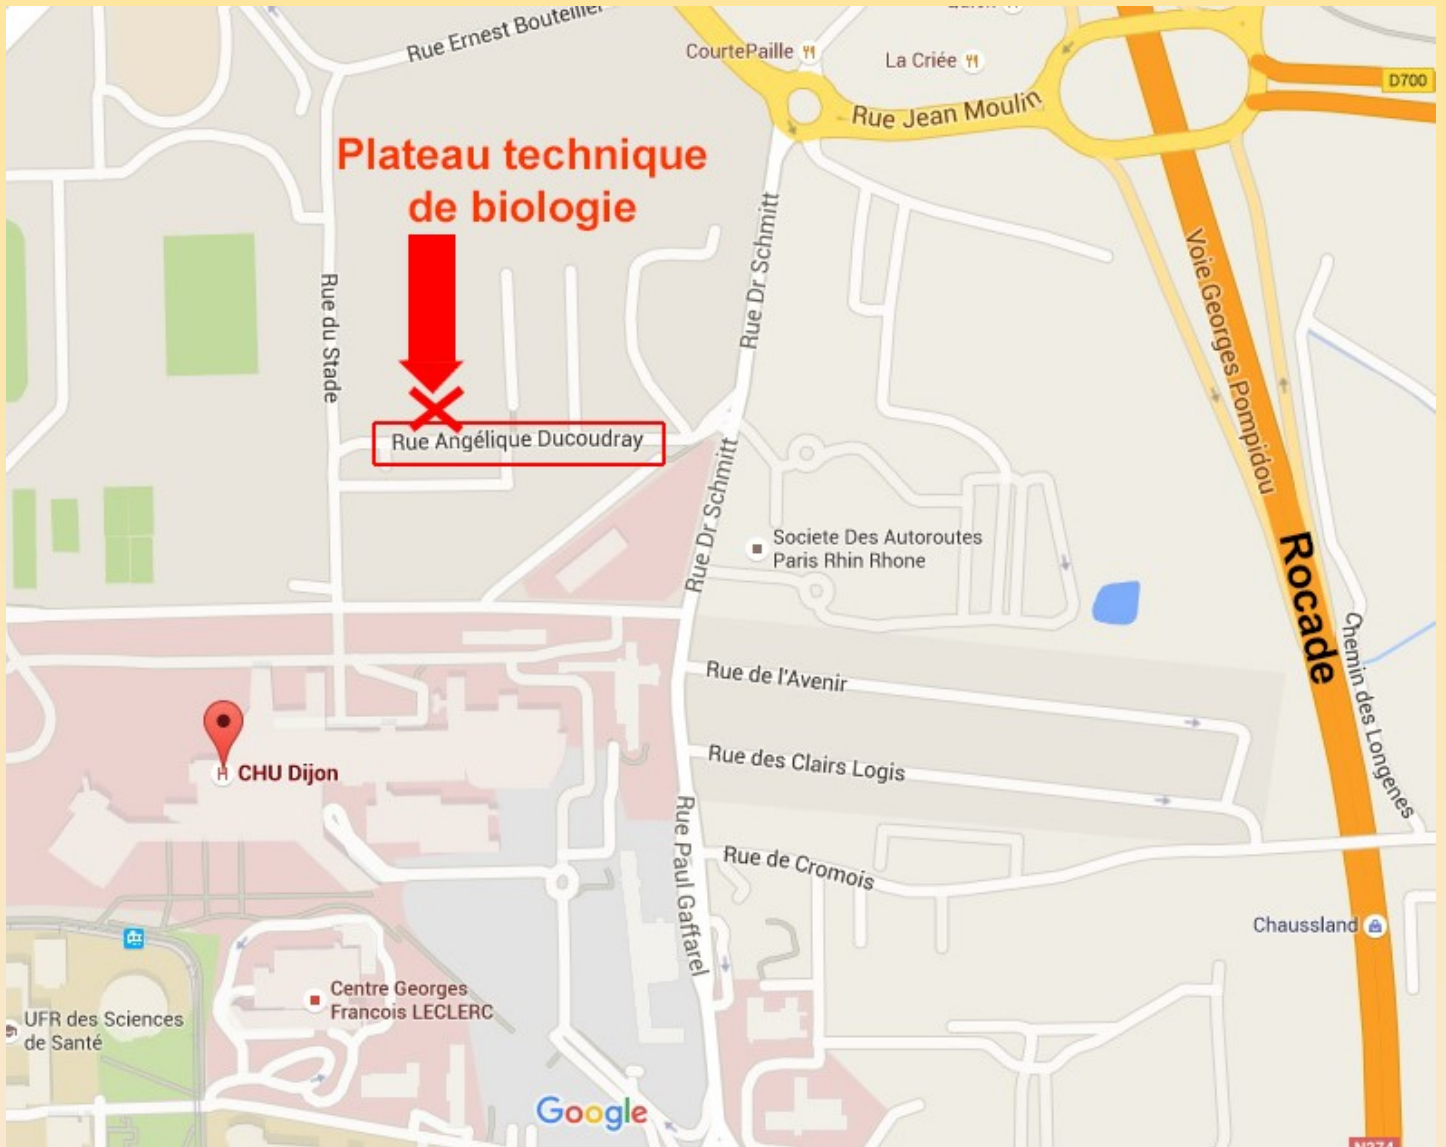 Rue Ernest Bouteiller
CourtePaille
La Criée
D700
Rue Jean Moulin
Plateau technique
de biologie
Rue Dr Schmitt
Voie Georges Pompidou
Rue du Stade
Rue Angélique Ducoudray
Rue Dr Schmitt
Societe Des Autoroutes
Paris Rhin Rhone
Rocade
Chemin des Longenes
Rue de l'Avenir
H CHU Dijon
Rue des Clairs Logis
Rue Paul Gaffarel
Rue de Cromois
Chaussland
Centre Georges
Francois LECLERC
UFR des Sciences
de Santé
Google